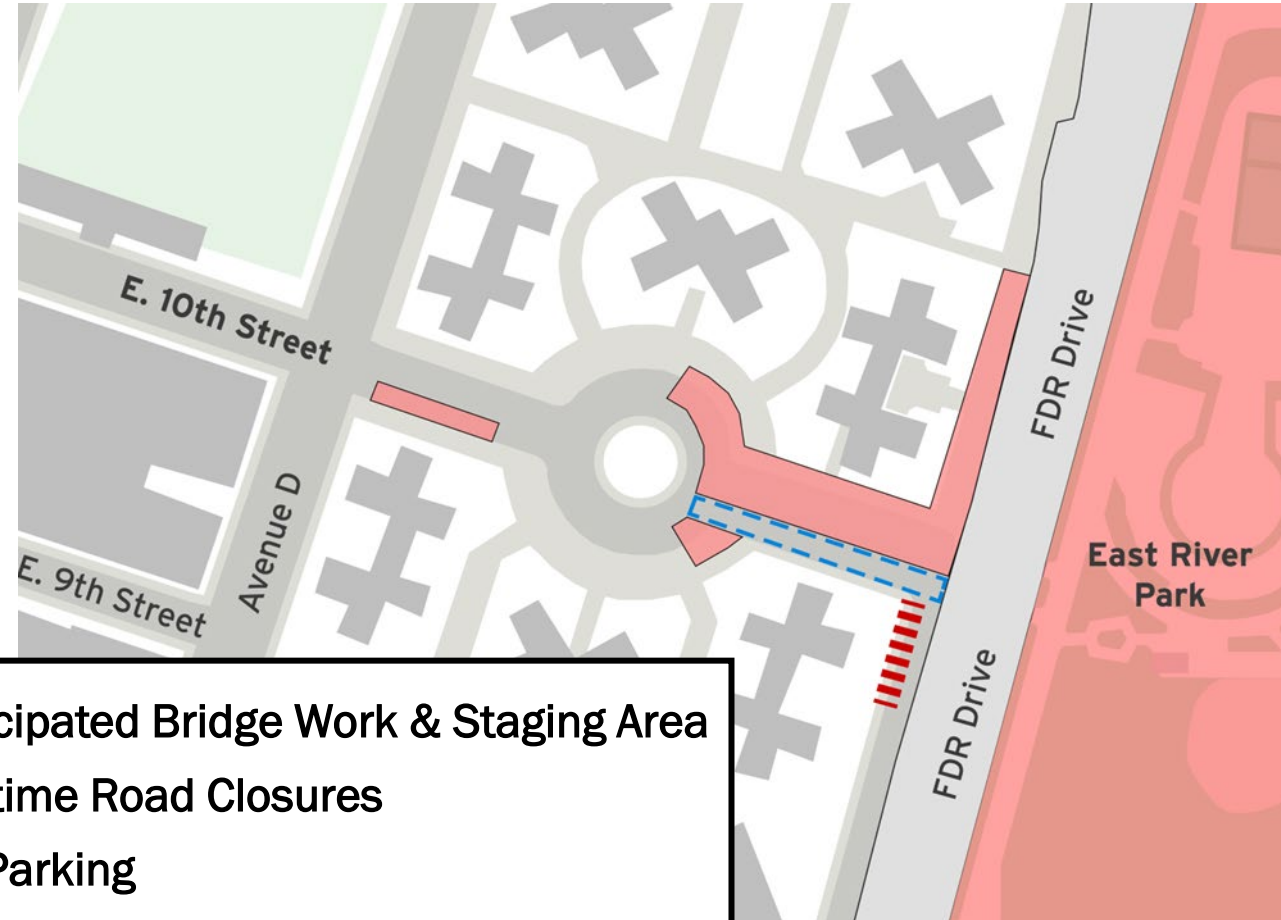 E. 10th Street
FDR Drive
Avenue D
E. 9th Street
East River
Park
FDR Drive
cipated Bridge Work & Staging Area
time Road Closures
Parking